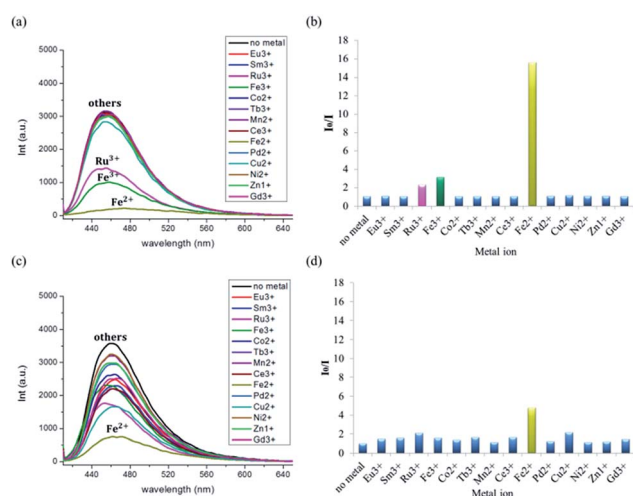 (a)
5000
4000
3000
2000
1000
0
Int (a.u.)
others
Ru³⁺
Fe³⁺
Fe²⁺
440 480 520 560 600 640
wavelength (nm)
no metal
Eu3+
Sm3+
Ru3+
Fe3+
Co2+
Tb3+
Mn2+
Ce3+
Fe2+
Pd2+
Cu2+
Ni2+
Zn1+
Gd3+
(b)
18
16
14
12
10
8
6
4
2
0
I₀/I
no metal
Eu3+
Sm3+
Ru3+
Fe3+
Co2+
Tb3+
Mn2+
Ce3+
Fe2+
Pd2+
Cu2+
Ni2+
Zn1+
Gd3+
Metal ion
(c)
5000
4000
3000
2000
1000
0
Int (a.u.)
others
Fe²⁺
440 480 520 560 600 640
wavelength (nm)
no metal
Eu3+
Sm3+
Ru3+
Fe3+
Co2+
Tb3+
Mn2+
Ce3+
Fe2+
Pd2+
Cu2+
Ni2+
Zn1+
Gd3+
(d)
18
16
14
12
10
8
6
4
2
0
I₀/I
no metal
Eu3+
Sm3+
Ru3+
Fe3+
Co2+
Tb3+
Mn2+
Ce3+
Fe2+
Pd2+
Cu2+
Ni2+
Zn1+
Gd3+
Metal ion